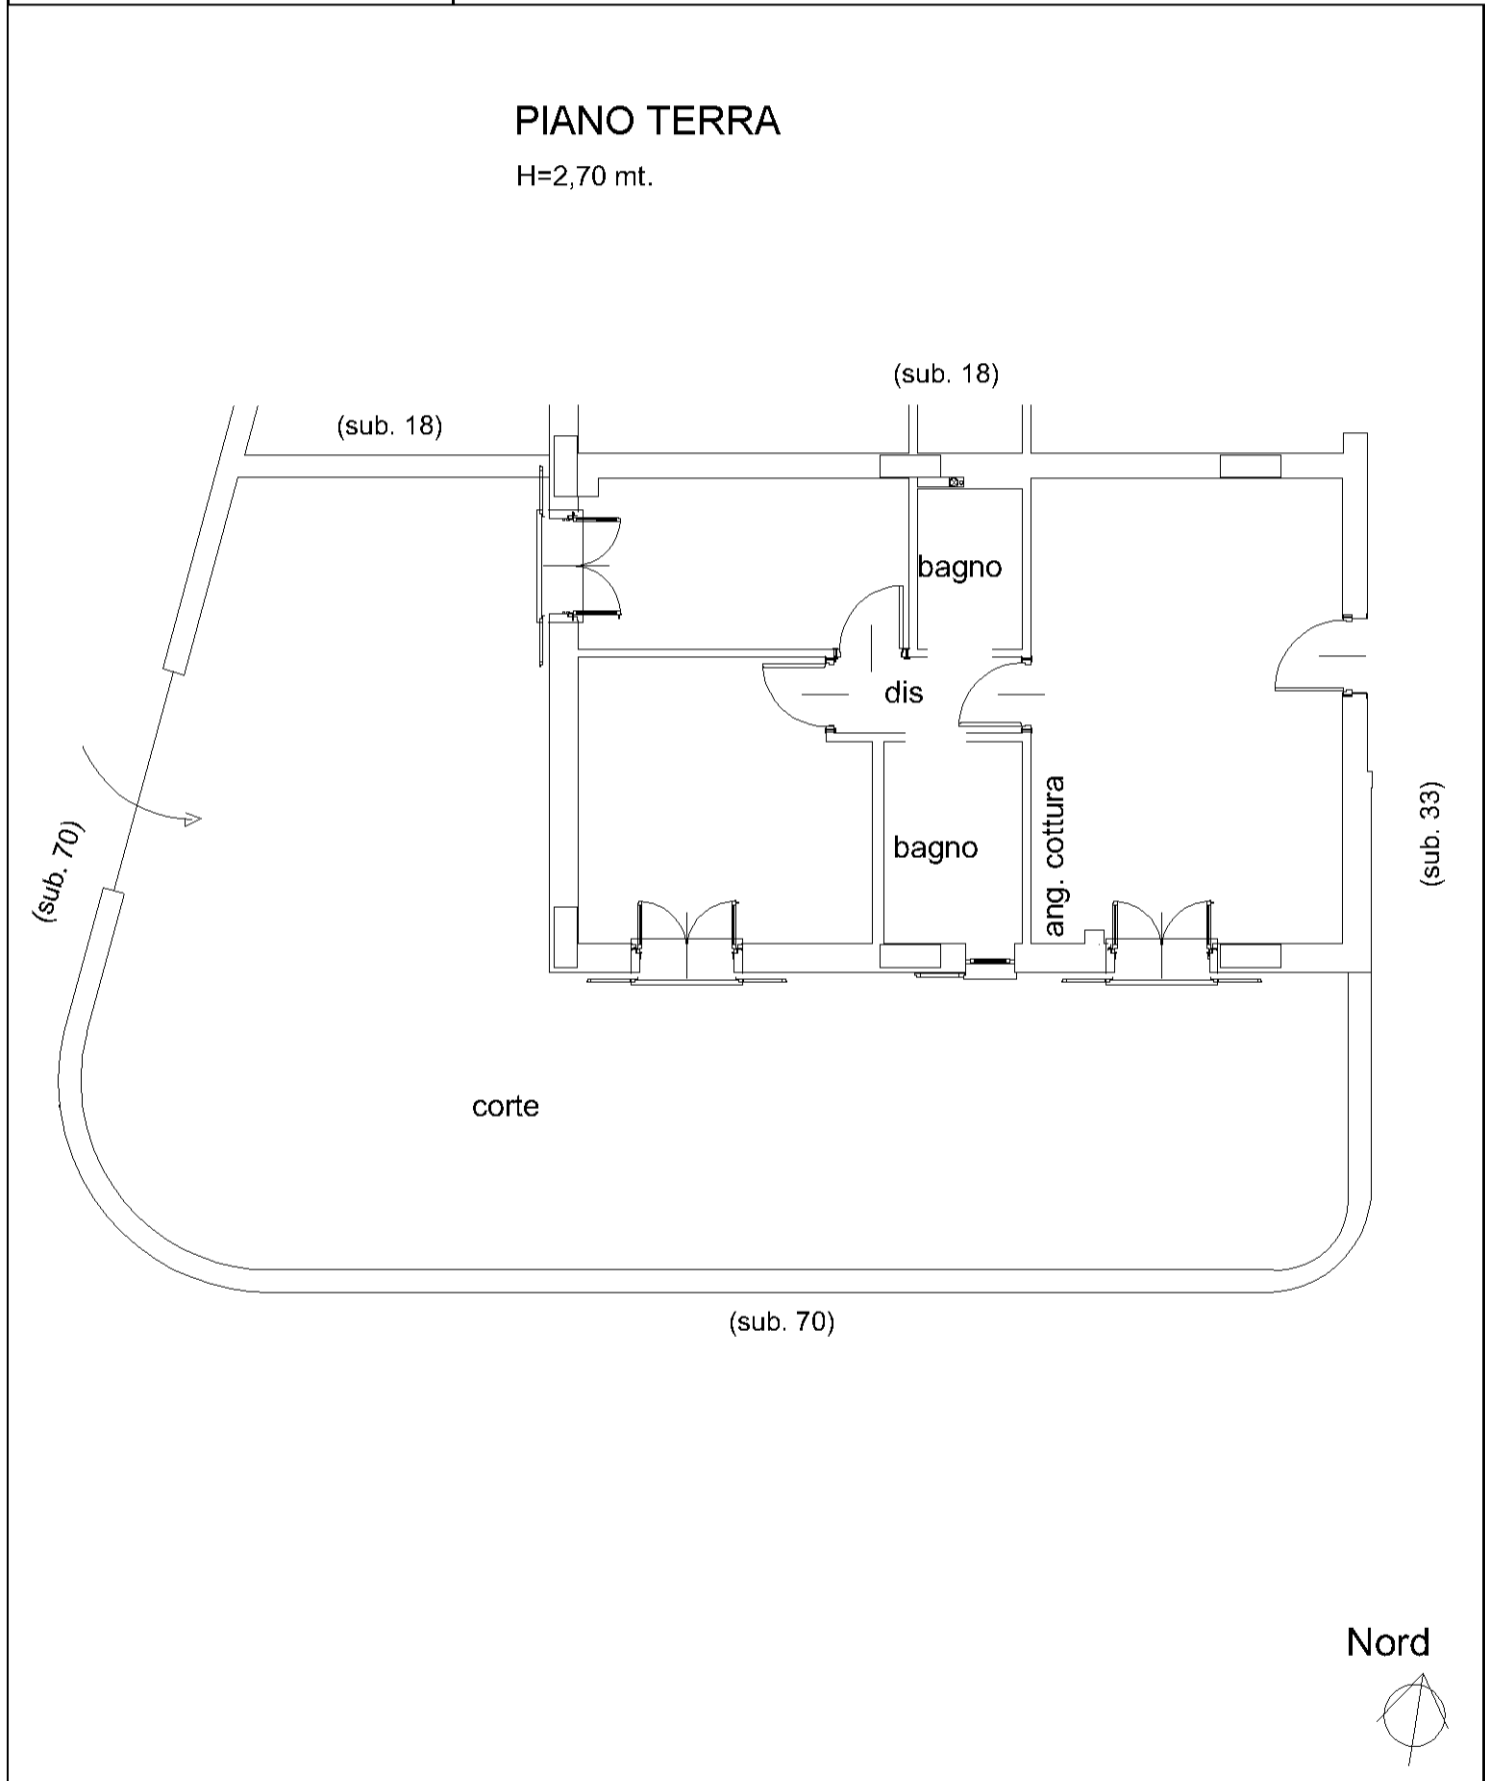 PIANO TERRA
H=2,70 mt.
(sub. 18)
(sub. 18)
bagno
dis
ang. cottura
bagno
(sub. 33)
(sub. 70)
corte
(sub. 70)
Nord